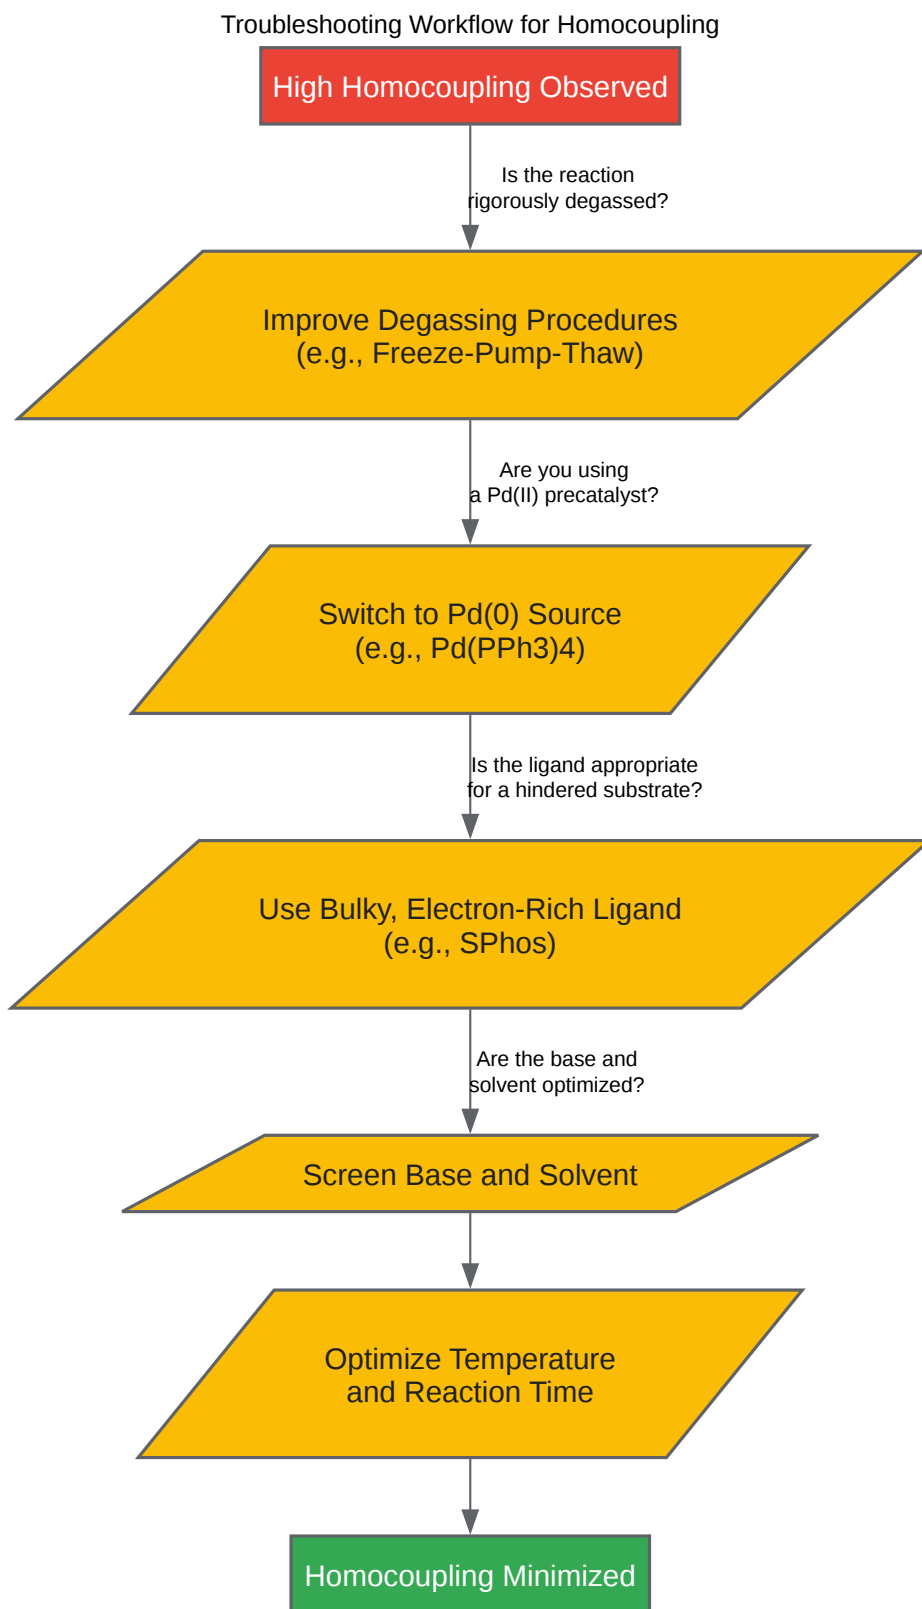 Troubleshooting Workflow for Homocoupling
High Homocoupling Observed
Is the reaction
rigorously degassed?
Improve Degassing Procedures
(e.g., Freeze-Pump-Thaw)
Are you using
a Pd(II) precatalyst?
Switch to Pd(0) Source
(e.g., Pd(PPh3)4)
Is the ligand appropriate
for a hindered substrate?
Use Bulky, Electron-Rich Ligand
(e.g., SPhos)
Are the base and
solvent optimized?
Screen Base and Solvent
Optimize Temperature
and Reaction Time
Homocoupling Minimized